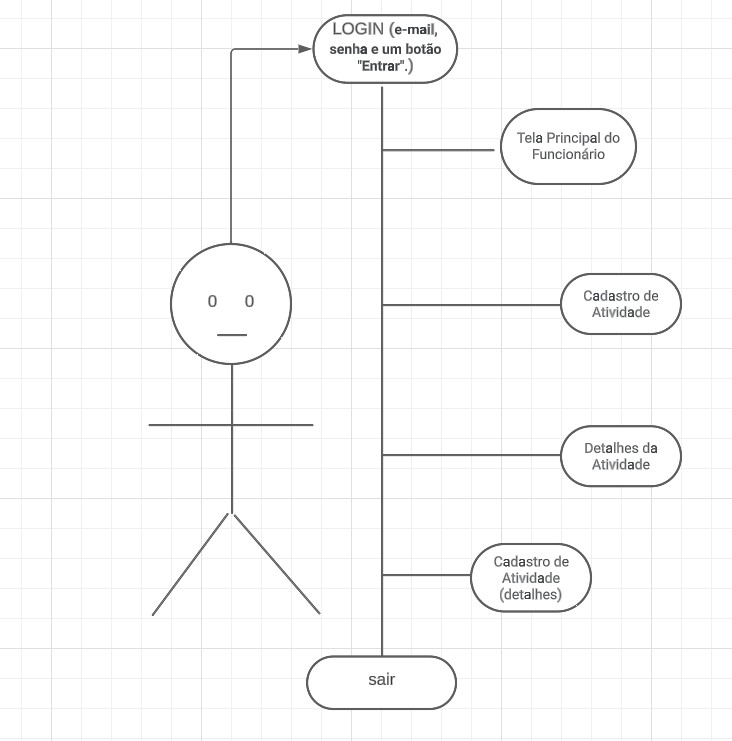 LOGIN (e-mail,
senha e um botão
"Entrar".)
Tela Principal do
Funcionário
0 0
Cadastro de
Atividade
Detalhes da
Atividade
Cadastro de
Atividade
(detalhes)
sair